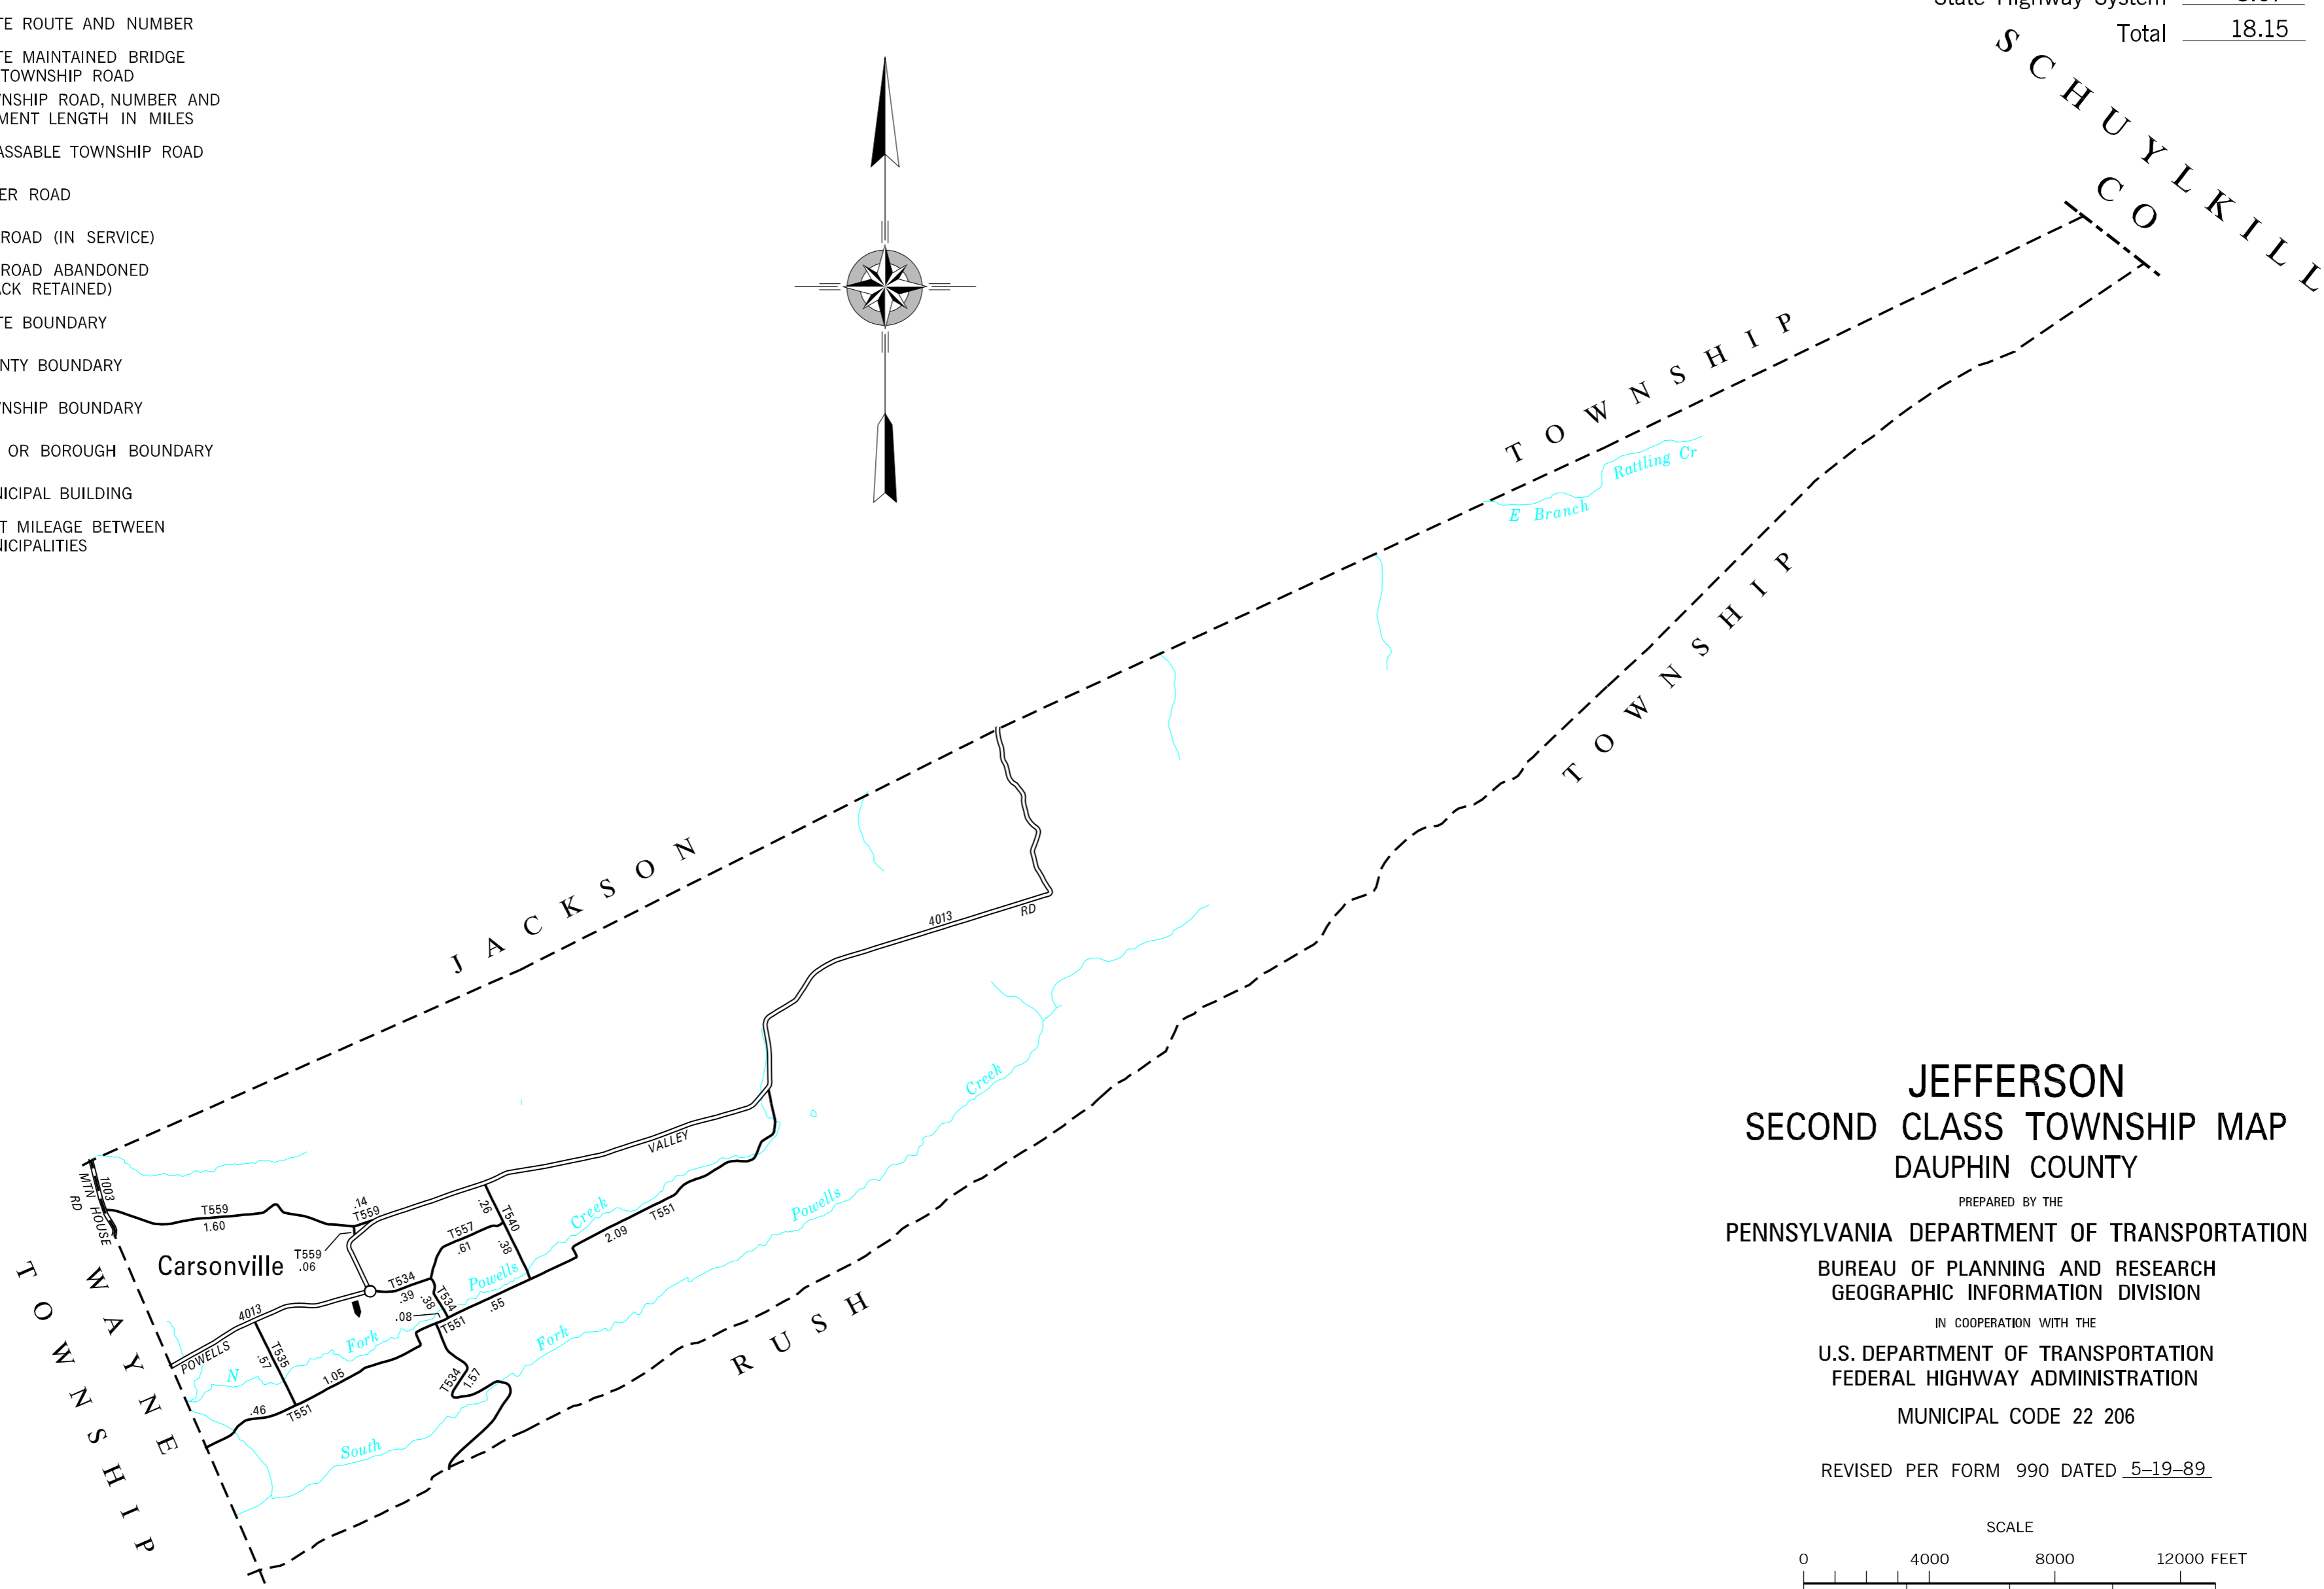 TE ROUTE AND NUMBER
TE MAINTAINED BRIDGE
TOWNSHIP ROAD
NSHIP ROAD, NUMBER AND
MENT LENGTH IN MILES
ASSABLE TOWNSHIP ROAD
ER ROAD
ROAD (IN SERVICE)
ROAD ABANDONED
ACK RETAINED)
TE BOUNDARY
NTY BOUNDARY
NSHIP BOUNDARY
OR BOROUGH BOUNDARY
NICIPAL BUILDING
T MILEAGE BETWEEN
NICIPALITIES
State Highway System
Total 18.15
SCHUYLKILL
CO
TOWNSHIP
Rattling Cr
E Branch
TOWNSHIP
JACKSON
4013
RD
Creek
VALLEY
Powells
1003
MTN HOUSE
RD
T559
1.60
.14
T559
T559
.06
Carsonville
.26
T540
.38
T557
.61
Creek
T551
2.09
Powells
T534
.39
.38
T534
.08
T551
.55
4013
POWELLS
T535
.57
Fork
N
1.05
Fork
T534
1.57
.46
T551
South
RUSH
WAYNE
TOWNSHIP
JEFFERSON
SECOND CLASS TOWNSHIP MAP
DAUPHIN COUNTY
PREPARED BY THE
PENNSYLVANIA DEPARTMENT OF TRANSPORTATION
BUREAU OF PLANNING AND RESEARCH
GEOGRAPHIC INFORMATION DIVISION
IN COOPERATION WITH THE
U.S. DEPARTMENT OF TRANSPORTATION
FEDERAL HIGHWAY ADMINISTRATION
MUNICIPAL CODE 22 206
REVISED PER FORM 990 DATED 5-19-89
SCALE
0 4000 8000 12000 FEET